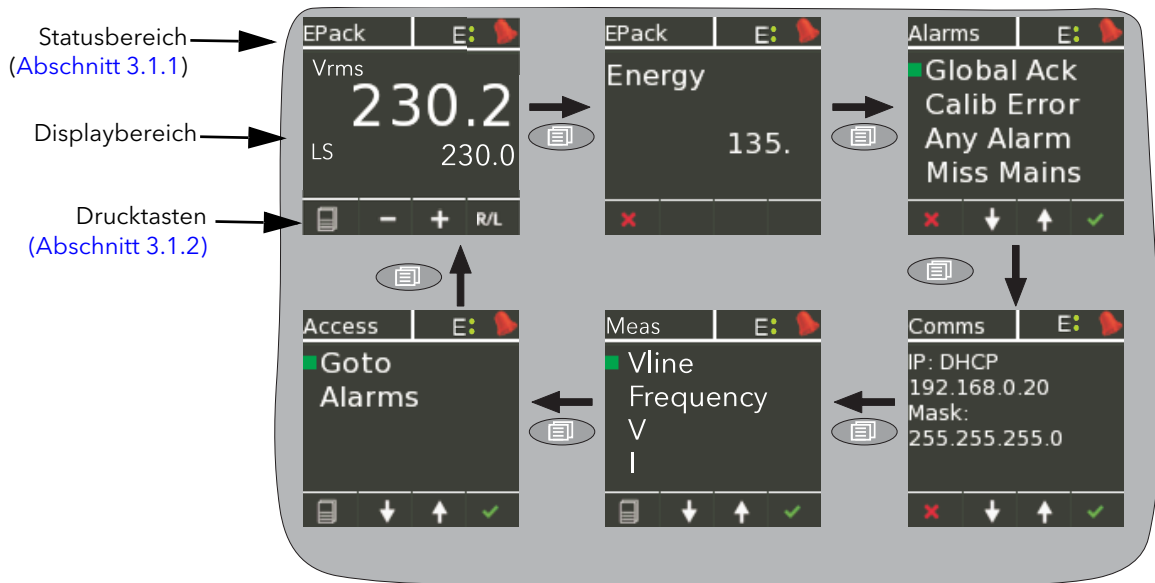 Statusbereich
(Abschnitt 3.1.1)
Displaybereich
Drucktasten
(Abschnitt 3.1.2)
EPack E:
Vrms
230.2
LS 230.0
R/L
EPack E:
Energy
135.
Alarms E:
Global Ack
Calib Error
Any Alarm
Miss Mains
Access E:
Goto
Alarms
Meas E:
Vline
Frequency
V
I
Comms E:
IP: DHCP
192.168.0.20
Mask:
255.255.255.0